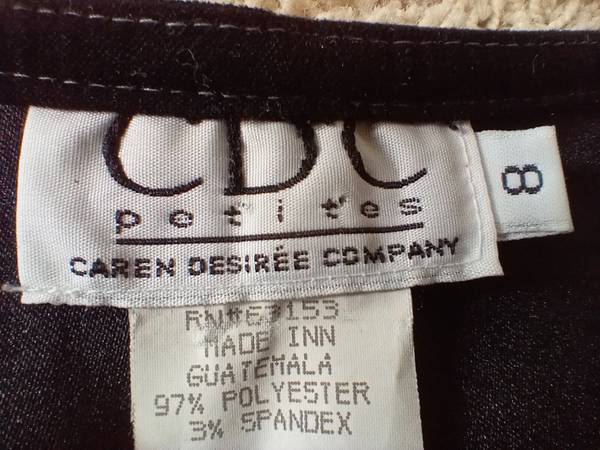 CDC
petites
CAREN DESIRÉE COMPANY
8
RN#63153
MADE INN
GUATEMALA
97% POLYESTER
3% SPANDEX